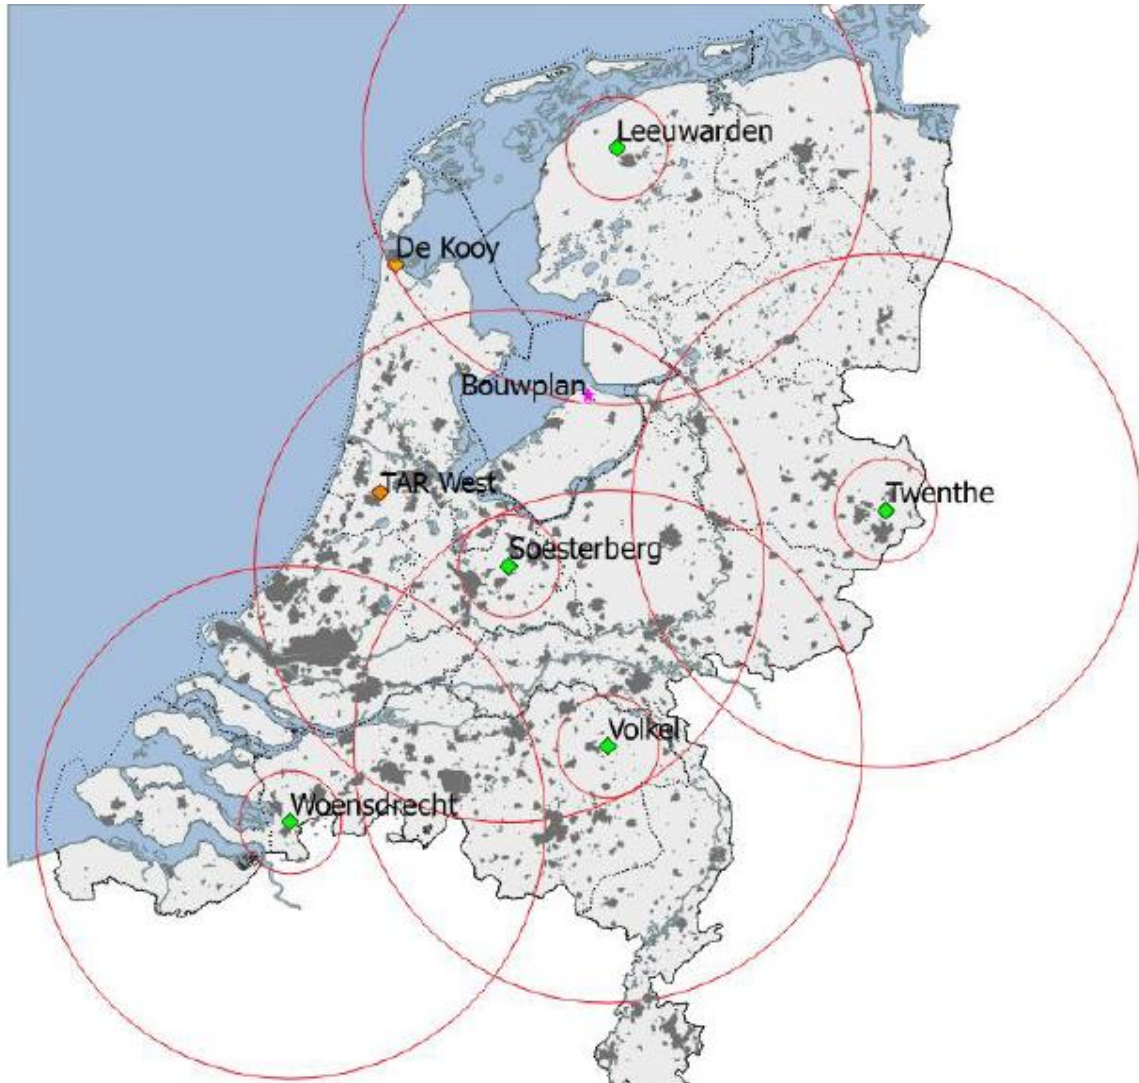 Leeuwarden
De Kooy
Bouwplan
TAR West
Twenthe
Soesterberg
Volkel
Woensdrecht